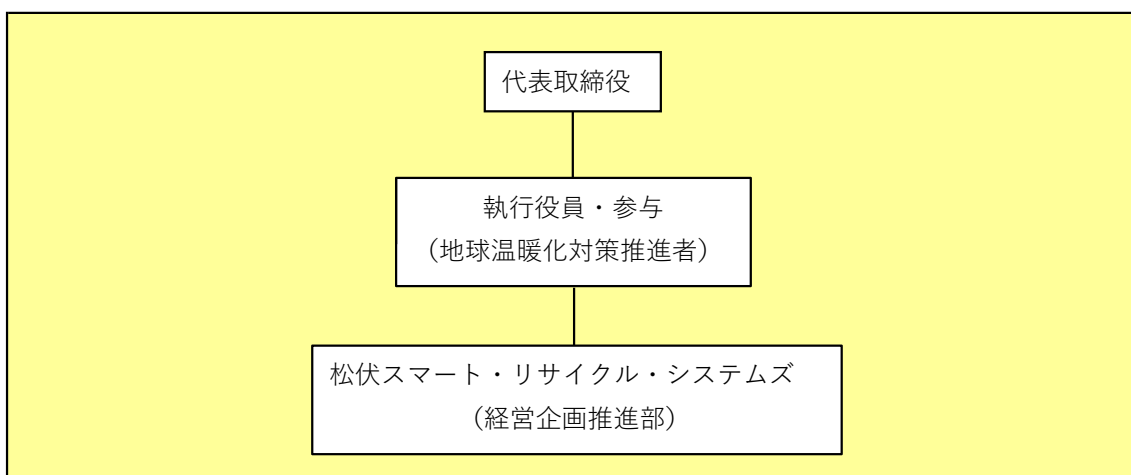 代表取締役
執行役員・参与
（地球温暖化対策推進者）
松伏スマート・リサイクル・システムズ
（経営企画推進部）